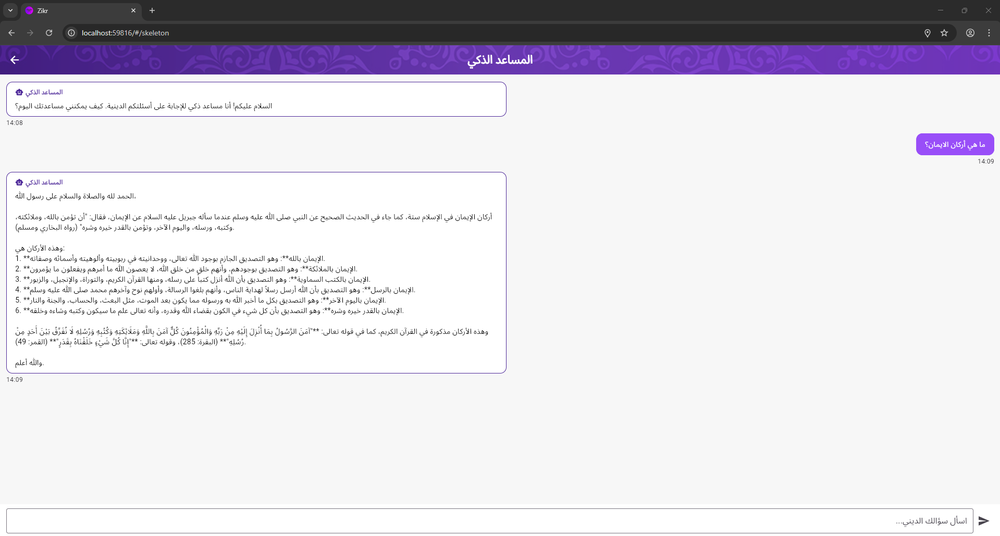 Zikr
localhost:59816/#/skeleton
المساعد الذكي
المساعد الذكي
السلام عليكم! أنا مساعد ذكي للإجابة على أسئلتكم الدينية. كيف يمكنني مساعدتك اليوم؟
14:08
ما هي أركان الايمان؟
14:09
المساعد الذكي
الحمد لله والصلاة والسلام على رسول الله،
أركان الإيمان في الإسلام ستة، كما جاء في الحديث الصحيح عن النبي صلى الله عليه وسلم عندما سأله جبريل عليه السلام عن الإيمان، فقال: "أن تؤمن بالله، وملائكته،
وكتبه، ورسله، واليوم الآخر، وتؤمن بالقدر خيره وشره" (رواه البخاري ومسلم).
وهذه الأركان هي:
1. **الإيمان بالله**: وهو التصديق الجازم بوجود الله تعالى، ووحدانيته في ربوبيته وألوهيته وأسمائه وصفاته.
2. **الإيمان بالملائكة**: وهو التصديق بوجودهم، وأنهم خلق من خلق الله، لا يعصون الله ما أمرهم ويفعلون ما يؤمرون.
3. **الإيمان بالكتب السماوية**: وهو التصديق بأن الله أنزل كتباً على رسله، ومنها القرآن الكريم، والتوراة، والإنجيل، والزبور.
4. **الإيمان بالرسل**: وهو التصديق بأن الله أرسل رسلاً لهداية الناس، وأنهم بلغوا الرسالة، وأولهم نوح وآخرهم محمد صلى الله عليه وسلم.
5. **الإيمان باليوم الآخر**: وهو التصديق بكل ما أخبر الله به ورسوله مما يكون بعد الموت، مثل البعث، والحساب، والجنة والنار.
6. **الإيمان بالقدر خيره وشره**: وهو التصديق بأن كل شيء في الكون بقضاء الله وقدره، وأنه تعالى علم ما سيكون وكتبه وشاءه وخلقه.
وهذه الأركان مذكورة في القرآن الكريم، كما في قوله تعالى: **"آمَنَ الرَّسُولُ بِمَا أُنْزِلَ إِلَيْهِ مِنْ رَبِّهِ وَالْمُؤْمِنُونَ كُلٌّ آمَنَ بِاللَّهِ وَمَلَائِكَتِهِ وَكُتُبِهِ وَرُسُلِهِ لَا نُفَرِّقُ بَيْنَ أَحَدٍ مِنْ
رُسُلِهِ"** (البقرة: 285)، وقوله تعالى: **"إِنَّا كُلَّ شَيْءٍ خَلَقْنَاهُ بِقَدَرٍ"** (القمر: 49).
والله أعلم.
14:09
اسأل سؤالك الديني...